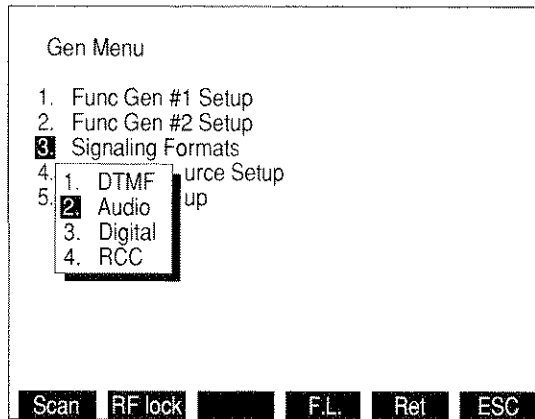 Gen Menu
1. Func Gen #1 Setup
2. Func Gen #2 Setup
3. Signaling Formats
4. urce Setup
5. up
1. DTMF
2. Audio
3. Digital
4. RCC
Scan RF lock F.L. Ret ESC